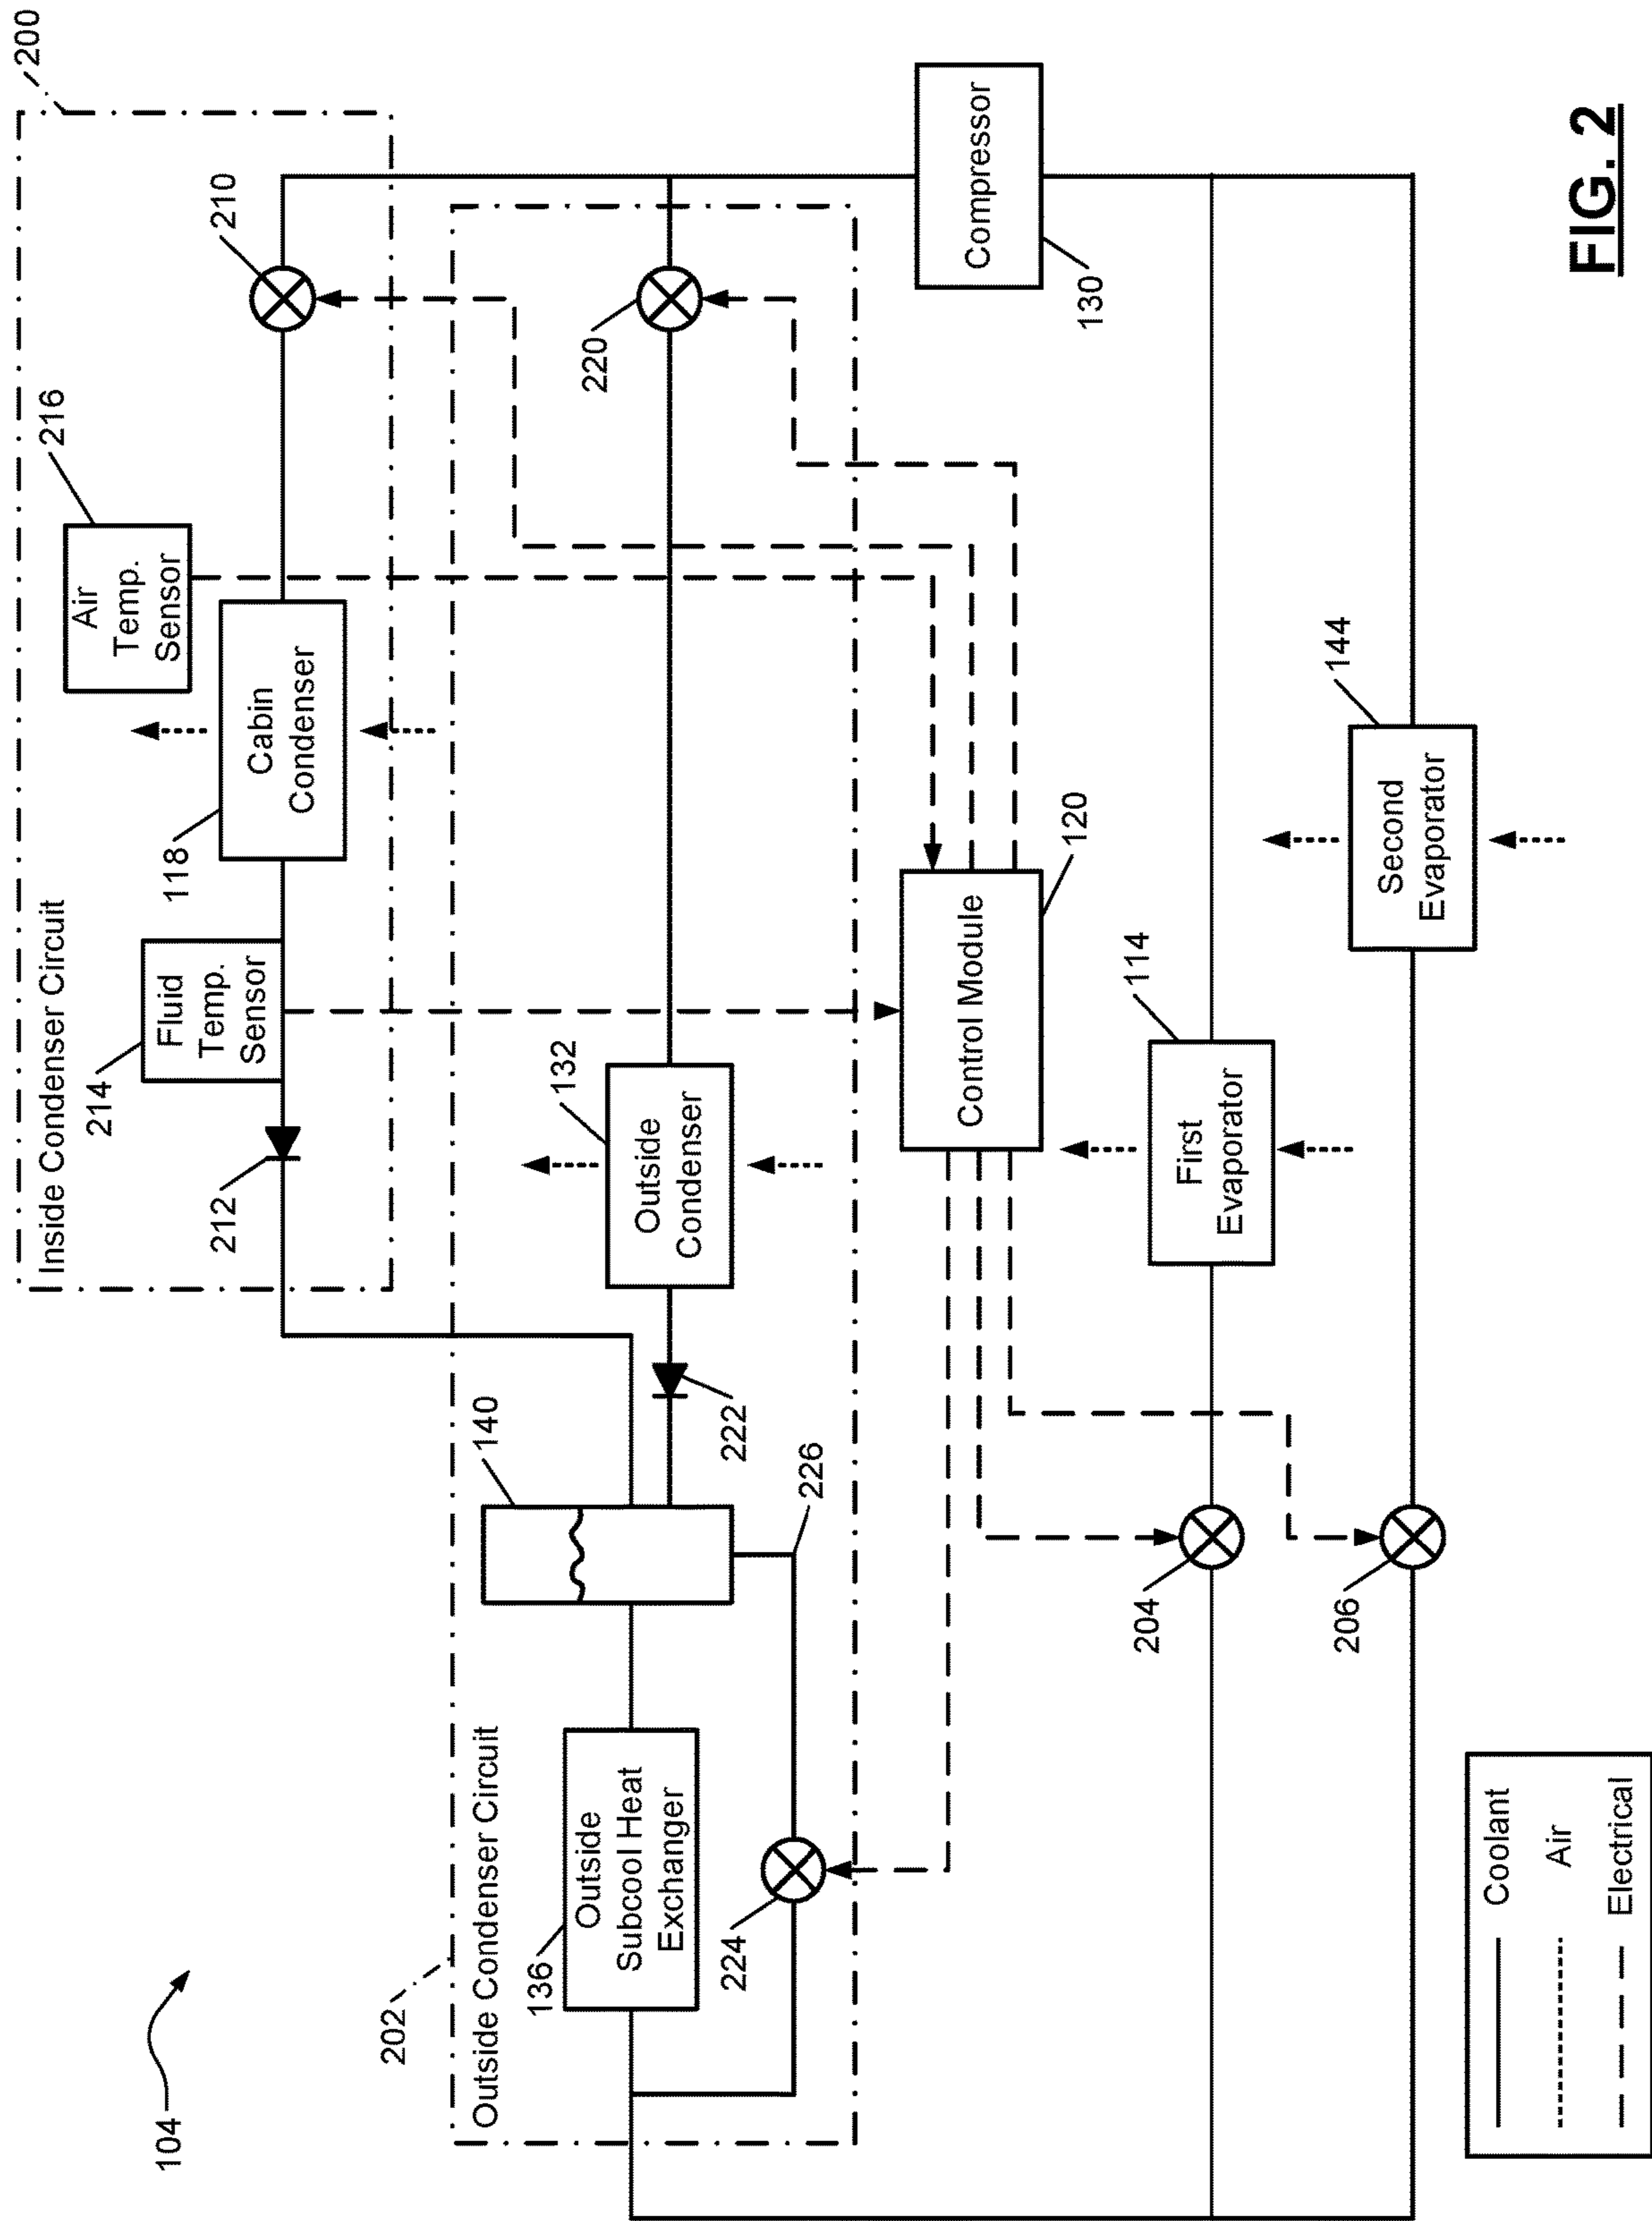 104
200
Inside Condenser Circuit
214
Fluid
Temp.
Sensor
216
Air
Temp.
Sensor
212
118
Cabin
Condenser
210
202
Outside Condenser Circuit
136
Outside
Subcool Heat
Exchanger
140
222
132
Outside
Condenser
220
224
226
Control Module
120
Compressor
130
204
114
First
Evaporator
206
144
Second
Evaporator
Coolant
Air
Electrical
FIG. 2